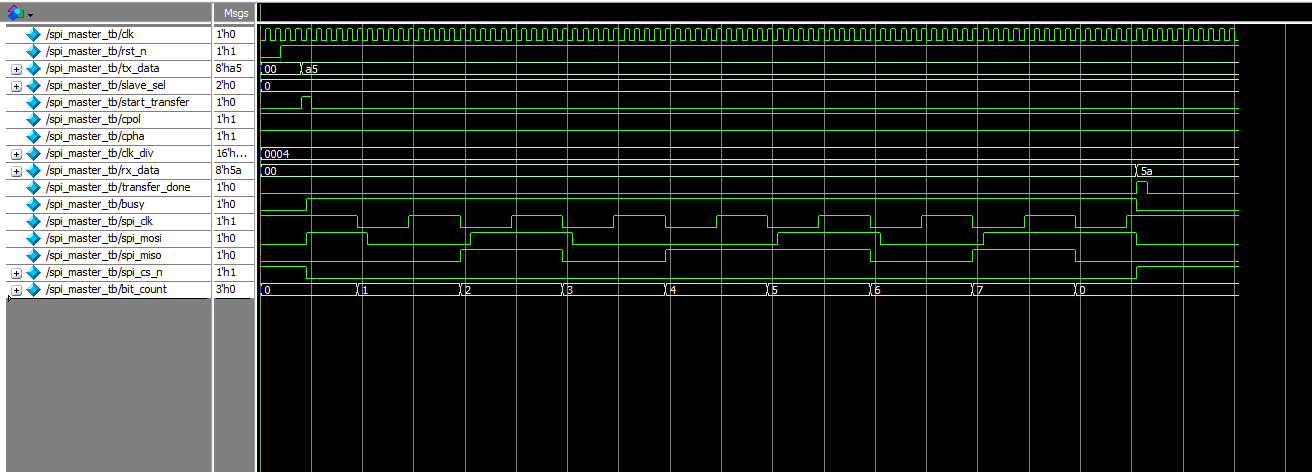 Msgs
/spi_master_tb/clk 1'h0
/spi_master_tb/rst_n 1'h1
/spi_master_tb/tx_data 8'ha5 00 a5
/spi_master_tb/slave_sel 2'h0 0
/spi_master_tb/start_transfer 1'h0
/spi_master_tb/cpol 1'h1
/spi_master_tb/cpha 1'h1
/spi_master_tb/clk_div 16'h... 0004
/spi_master_tb/rx_data 8'h5a 00 5a
/spi_master_tb/transfer_done 1'h0
/spi_master_tb/busy 1'h0
/spi_master_tb/spi_clk 1'h1
/spi_master_tb/spi_mosi 1'h0
/spi_master_tb/spi_miso 1'h0
/spi_master_tb/spi_cs_n 1'h1
/spi_master_tb/bit_count 3'h0 0 1 2 3 4 5 6 7 0